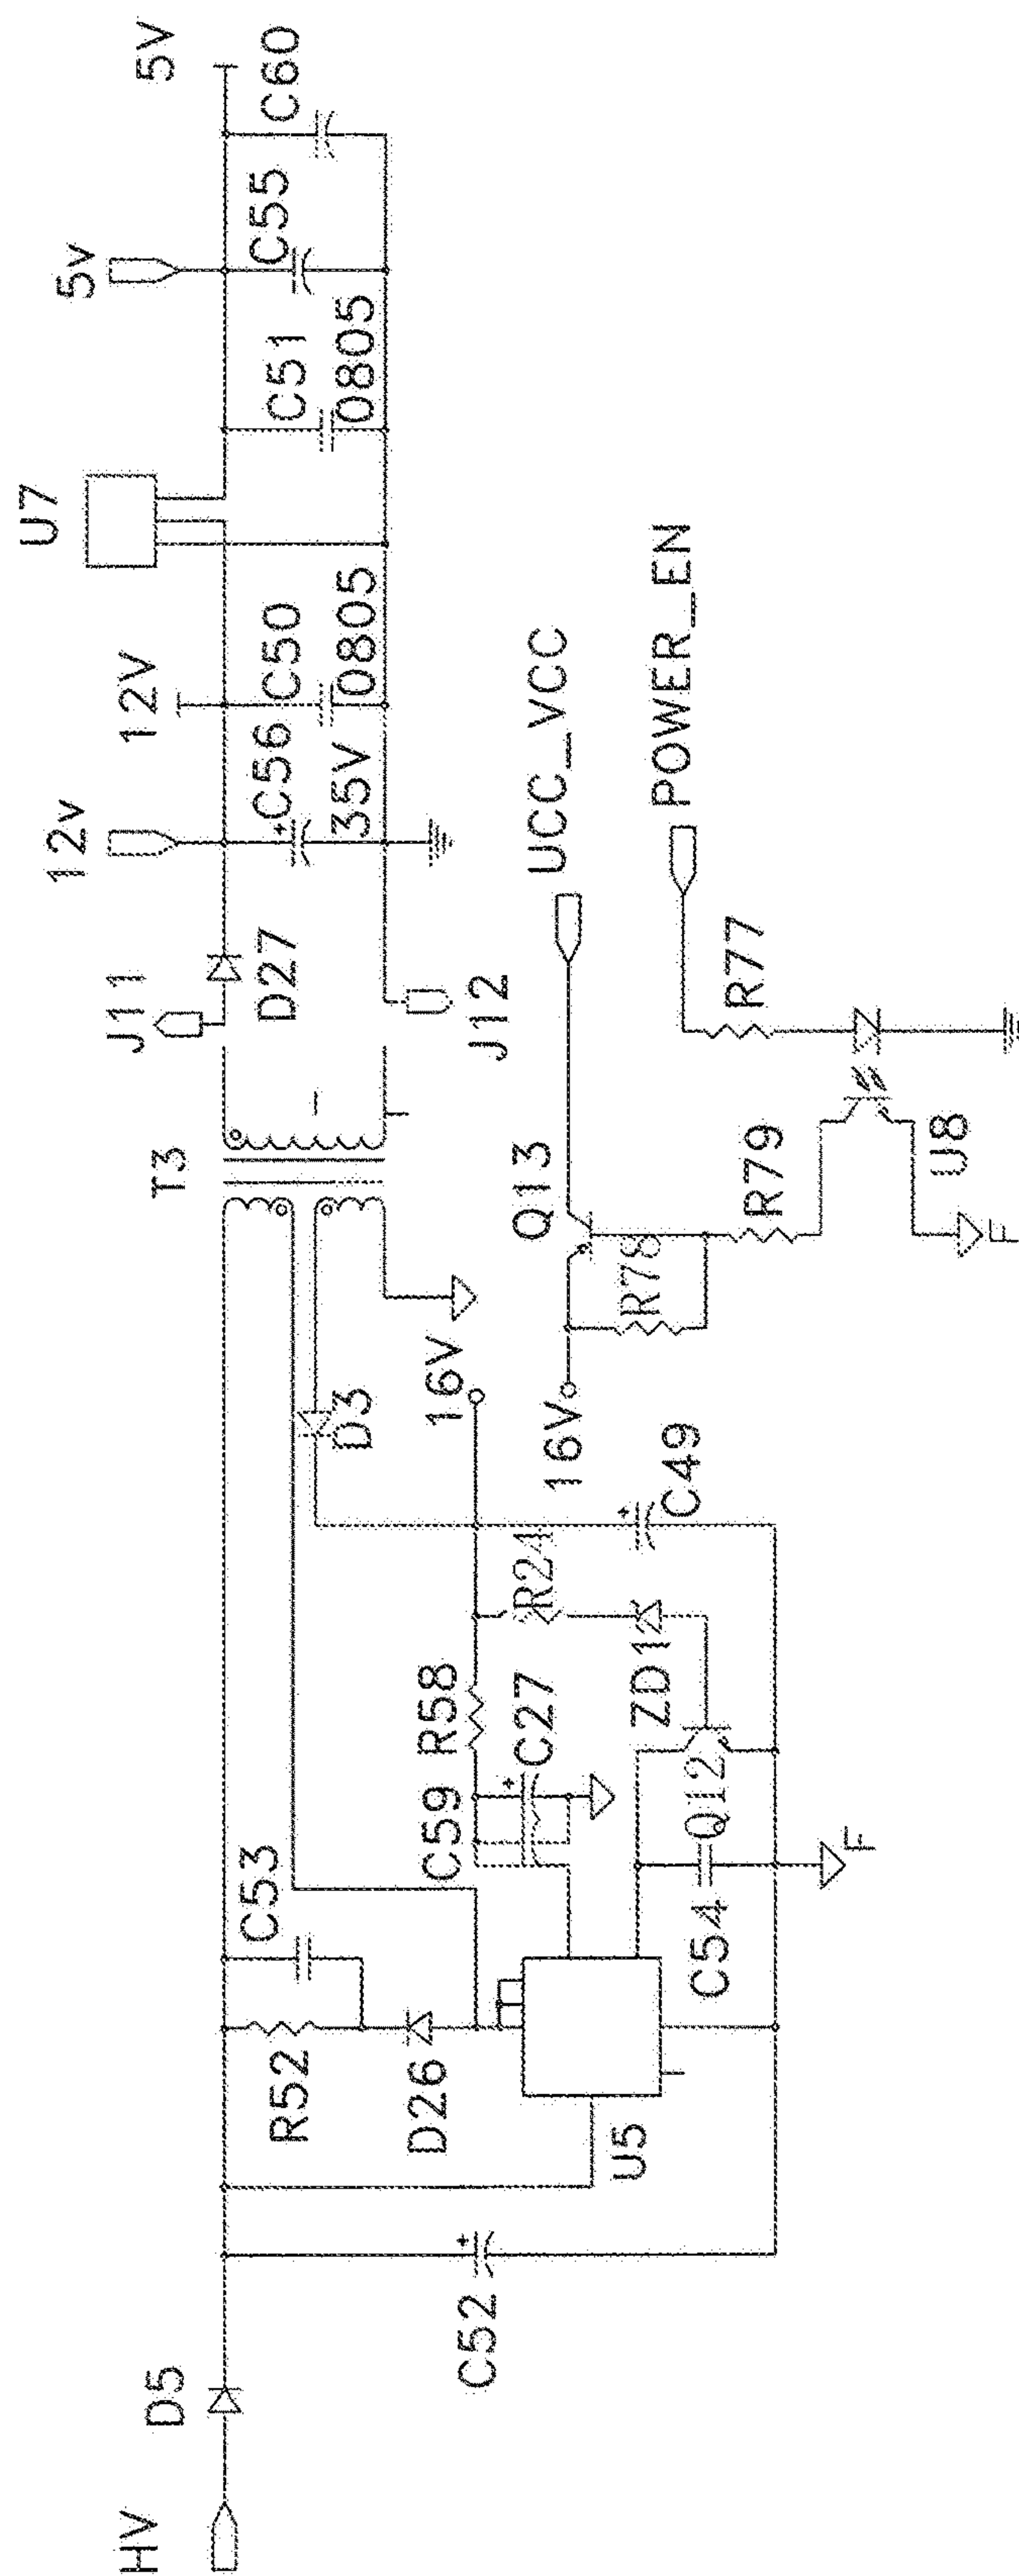 HV
D5
C52
R52
C53
D26
U5
C59
C27
R58
C54
Q12
ZD1
R24
C49
F
D3
16V
T3
J11
J12
D27
12v
12V
C56
35V
C50
0805
U7
C51
0805
5v
5V
C55
C60
16V
Q13
R78
R79
UCC_VCC
POWER_EN
R77
U8
F